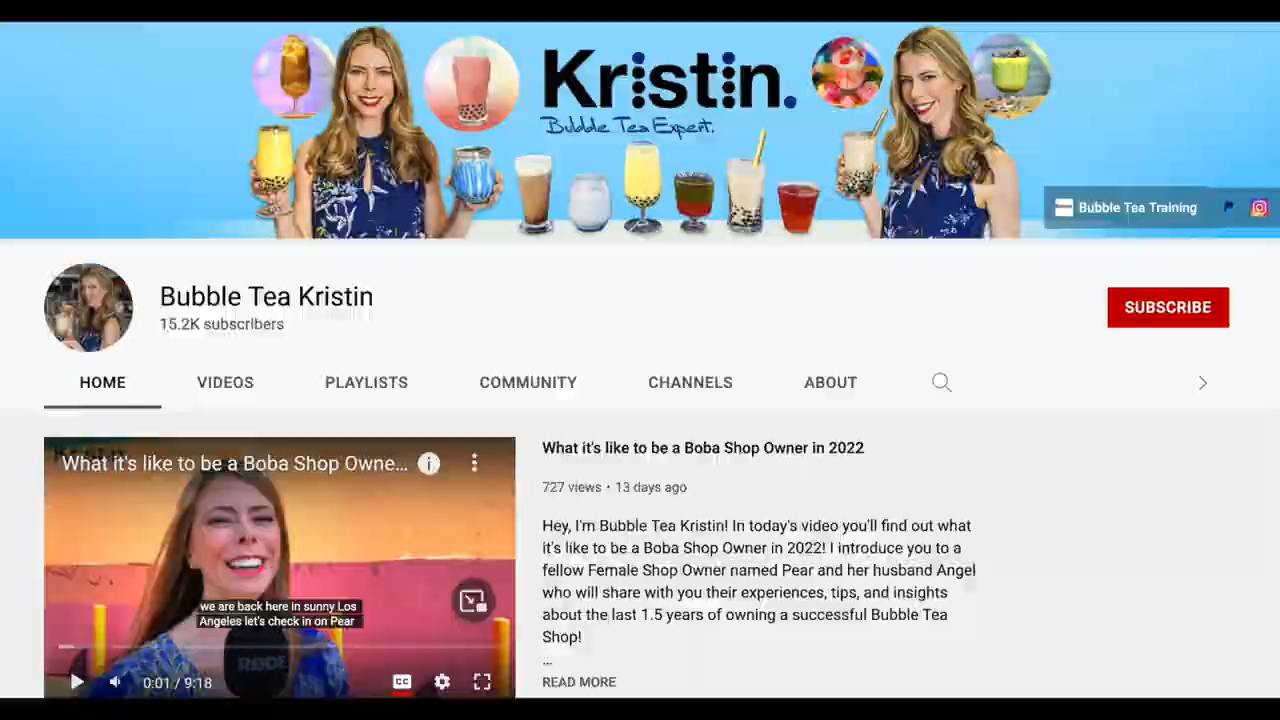 Kristin.
Bubble Tea Expert.
Bubble Tea Training
Bubble Tea Kristin
15.2K subscribers
SUBSCRIBE
HOME VIDEOS PLAYLISTS COMMUNITY CHANNELS ABOUT
What it's like to be a Boba Shop Owne...
we are back here in sunny Los
Angeles let's check in on Pear
RØDE
0:01 / 9:18
CC
What it's like to be a Boba Shop Owner in 2022
727 views • 13 days ago
Hey, I'm Bubble Tea Kristin! In today's video you'll find out what
it's like to be a Boba Shop Owner in 2022! I introduce you to a
fellow Female Shop Owner named Pear and her husband Angel
who will share with you their experiences, tips, and insights
about the last 1.5 years of owning a successful Bubble Tea
Shop!
...
READ MORE